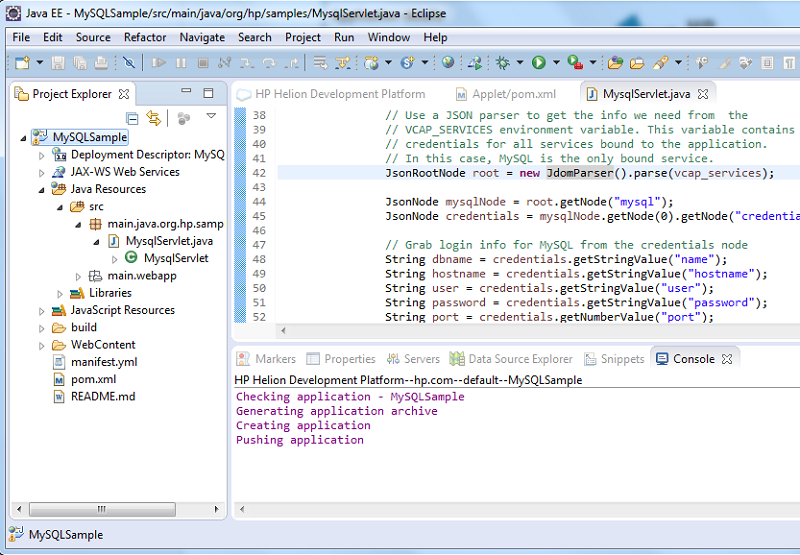 Java EE - MySQLSample/src/main/java/org/hp/samples/MysqlServlet.java - Eclipse
File Edit Source Refactor Navigate Search Project Run Window Help
Project Explorer
MySQLSample
Deployment Descriptor: MySQ
JAX-WS Web Services
Java Resources
src
main.java.org.hp.samp
MysqlServlet.java
MysqlServlet
main.webapp
Libraries
JavaScript Resources
build
WebContent
manifest.yml
pom.xml
README.md
HP Helion Development Platform Applet/pom.xml MysqlServlet.java
38 // Use a JSON parser to get the info we need from the
39 // VCAP_SERVICES environment variable. This variable contains
40 // credentials for all services bound to the application.
41 // In this case, MySQL is the only bound service.
42 JsonRootNode root = new JdomParser().parse(vcap_services);
43
44 JsonNode mysqlNode = root.getNode("mysql");
45 JsonNode credentials = mysqlNode.getNode(0).getNode("credentia
46
47 // Grab login info for MySQL from the credentials node
48 String dbname = credentials.getStringValue("name");
49 String hostname = credentials.getStringValue("hostname");
50 String user = credentials.getStringValue("user");
51 String password = credentials.getStringValue("password");
52 String port = credentials.getNumberValue("port");
Markers Properties Servers Data Source Explorer Snippets Console
HP Helion Development Platform--hp.com--default--MySQLSample
Checking application - MySQLSample
Generating application archive
Creating application
Pushing application
MySQLSample